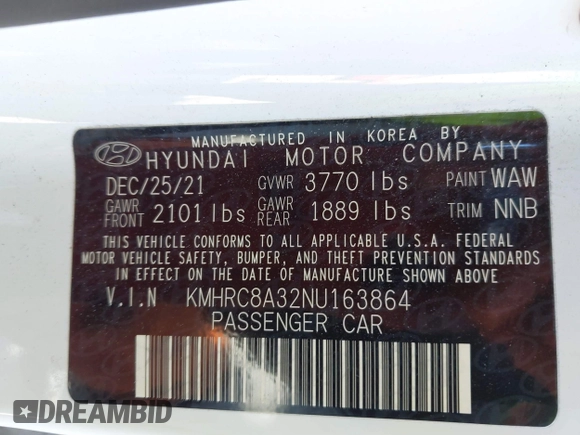 MANUFACTURED IN KOREA BY
HYUNDAI MOTOR COMPANY
DEC/25/21 GVWR 3770 lbs PAINT WAW
GAWR FRONT 2101 lbs GAWR REAR 1889 lbs TRIM NNB
THIS VEHICLE CONFORMS TO ALL APPLICABLE U.S.A. FEDERAL
MOTOR VEHICLE SAFETY, BUMPER, AND THEFT PREVENTION STANDARDS
IN EFFECT ON THE DATE OF MANUFACTURE SHOWN ABOVE.
V.I.N KMHRC8A32NU163864
PASSENGER CAR
DREAMBID